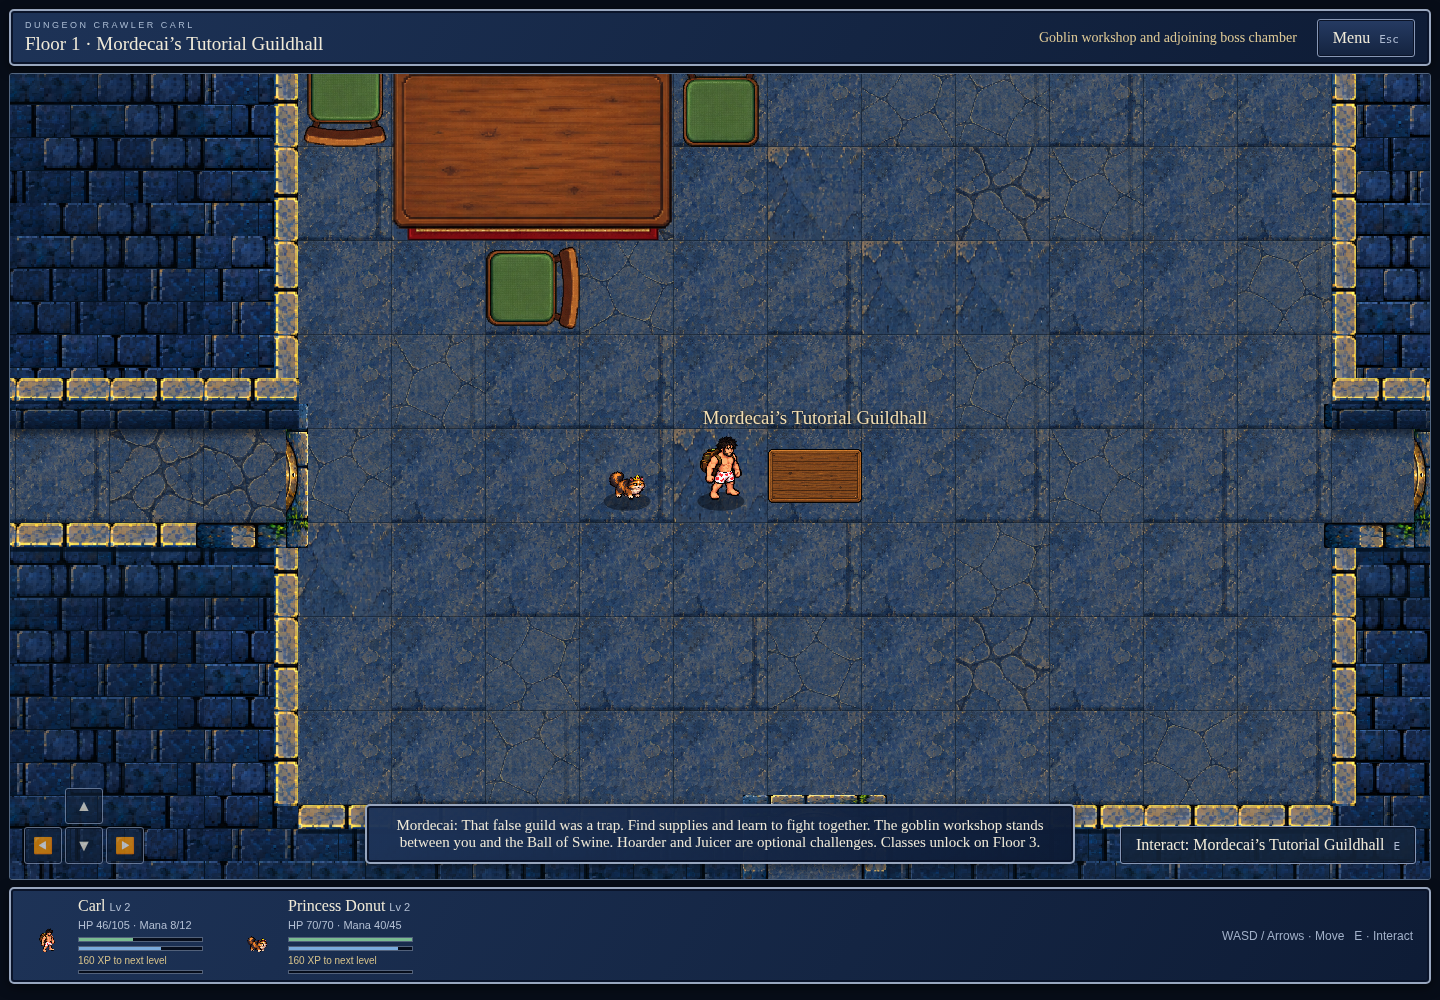 DUNGEON CRAWLER CARL
Floor 1 · Mordecai’s Tutorial Guildhall
Goblin workshop and adjoining boss chamber
Menu Esc
Mordecai’s Tutorial Guildhall
Mordecai: That false guild was a trap. Find supplies and learn to fight together. The goblin workshop stands
between you and the Ball of Swine. Hoarder and Juicer are optional challenges. Classes unlock on Floor 3.
Interact: Mordecai’s Tutorial Guildhall E
Carl Lv 2
HP 46/105 · Mana 8/12
160 XP to next level
Princess Donut Lv 2
HP 70/70 · Mana 40/45
160 XP to next level
WASD / Arrows · Move E · Interact